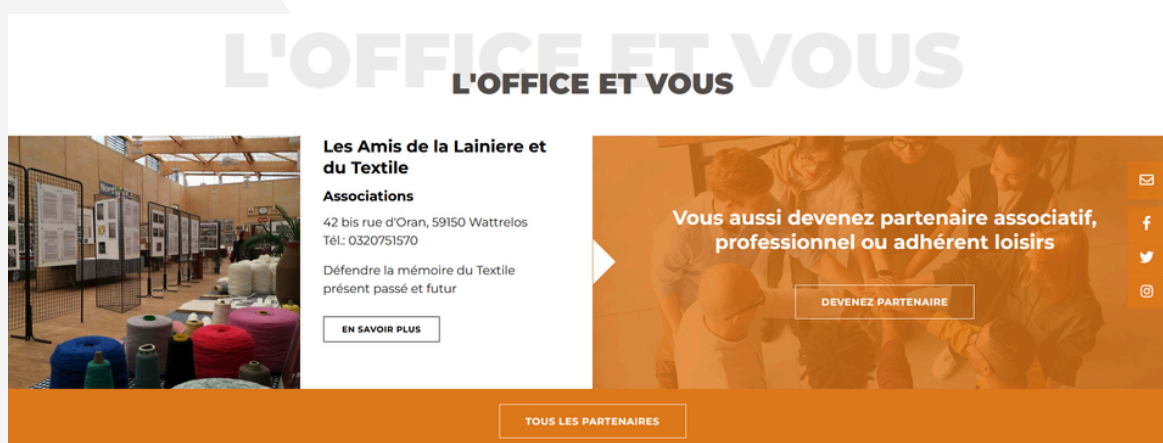 L'OFFICE ET VOUS
L'OFFICE ET VOUS
Les Amis de la Lainiere et
du Textile
Associations
42 bis rue d'Oran, 59150 Wattrelos
Tél.: 0320751570
Défendre la mémoire du Textile
présent passé et futur
EN SAVOIR PLUS
Vous aussi devenez partenaire associatif,
professionnel ou adhérent loisirs
DEVENEZ PARTENAIRE
TOUS LES PARTENAIRES